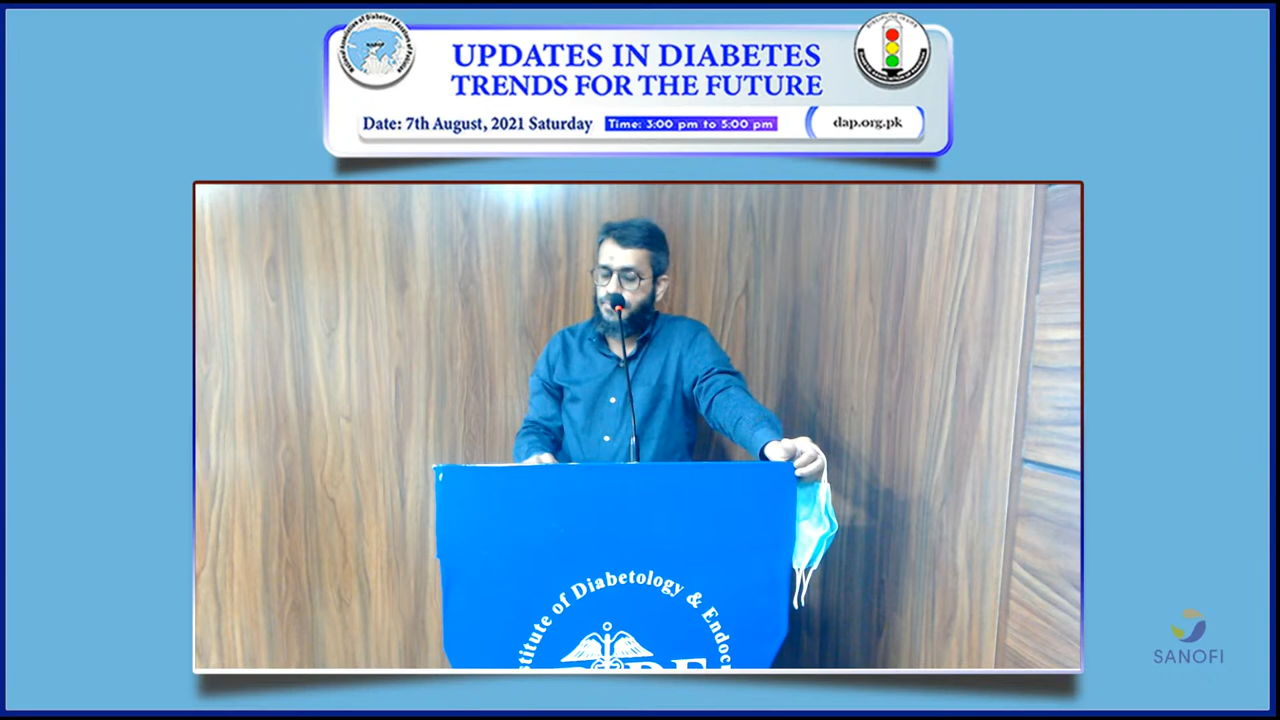 UPDATES IN DIABETES
TRENDS FOR THE FUTURE
Date: 7th August, 2021 Saturday
Time: 3:00 pm to 5:00 pm
dap.org.pk
stitute of Diabetology & Endoc
SANOFI